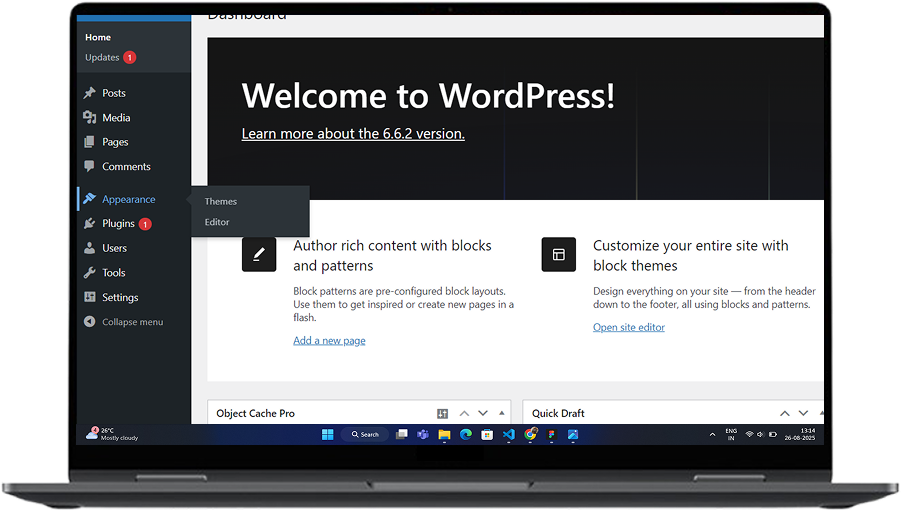 Dashboard
Home
Updates 1
Posts
Media
Pages
Comments
Appearance
Plugins 1
Users
Tools
Settings
Collapse menu
Themes
Editor
Welcome to WordPress!
Learn more about the 6.6.2 version.
Author rich content with blocks
and patterns
Block patterns are pre-configured block layouts.
Use them to get inspired or create new pages in a
flash.
Add a new page
Customize your entire site with
block themes
Design everything on your site — from the header
down to the footer, all using blocks and patterns.
Open site editor
Object Cache Pro
Quick Draft
4
26°C
Mostly cloudy
Search
ENG
IN
13:14
26-08-2025